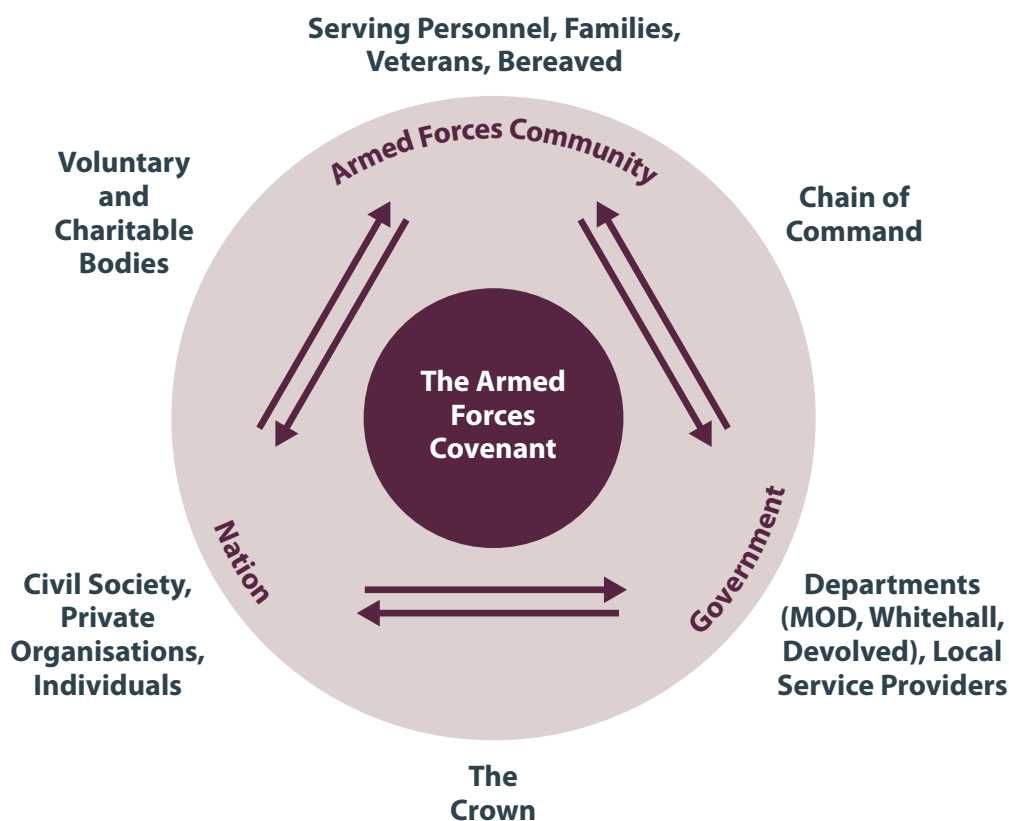 Serving Personnel, Families,
Veterans, Bereaved
Armed Forces Community
Voluntary
and
Charitable
Bodies
Chain of
Command
The Armed
Forces
Covenant
Nation
Government
Civil Society,
Private
Organisations,
Individuals
Departments
(MOD, Whitehall,
Devolved), Local
Service Providers
The
Crown